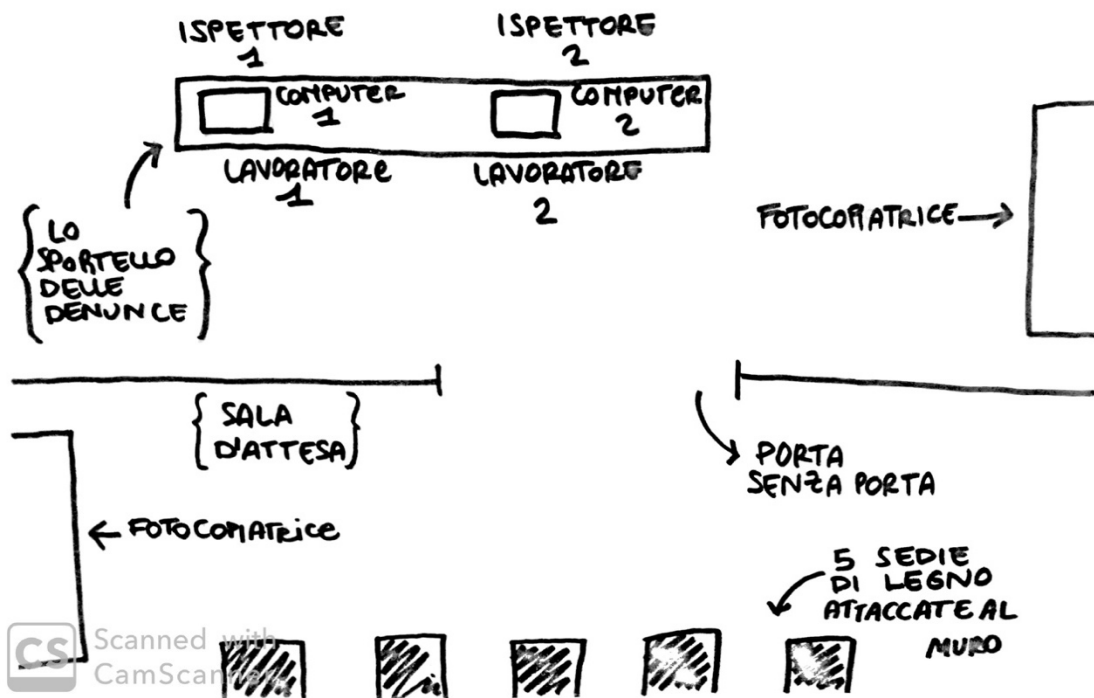 ISPETTORE
1
ISPETTORE
2
COMPUTER
1
COMPUTER
2
LAVORATORE
1
LAVORATORE
2
LO
SPORTELLO
DELLE
DENUNCE
FOTOCOPIATRICE
SALA
D'ATTESA
PORTA
SENZA PORTA
FOTOCOPIATRICE
5 SEDIE
DI LEGNO
ATTACCATE AL
MURO
CS
Scanned with
CamScanner